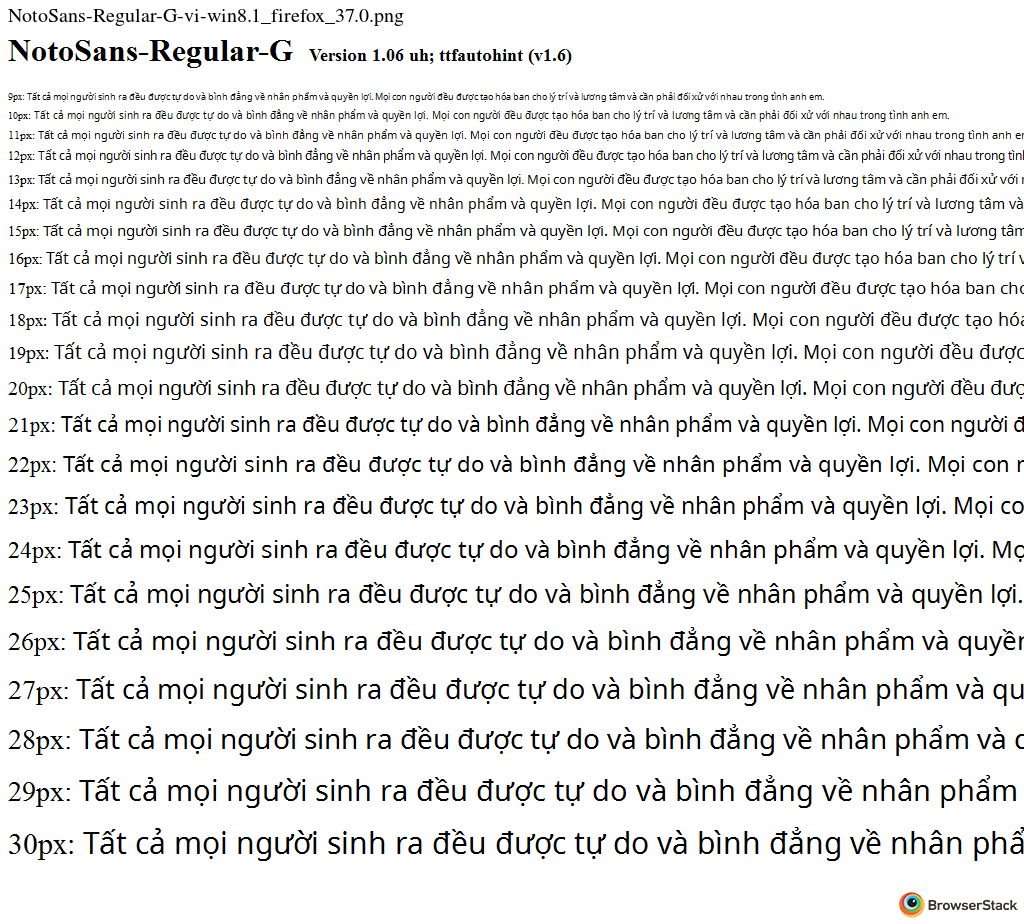 NotoSans-Regular-G-vi-win8.1_firefox_37.0.png
NotoSans-Regular-G Version 1.06 uh; ttfautohint (v1.6)
9px: Tất cả mọi người sinh ra đều được tự do và bình đẳng về nhân phẩm và quyền lợi. Mọi con người đều được tạo hóa ban cho lý trí và lương tâm và cần phải đối xử với nhau trong tình anh em.
10px: Tất cả mọi người sinh ra đều được tự do và bình đẳng về nhân phẩm và quyền lợi. Mọi con người đều được tạo hóa ban cho lý trí và lương tâm và cần phải đối xử với nhau trong tình anh em.
11px: Tất cả mọi người sinh ra đều được tự do và bình đẳng về nhân phẩm và quyền lợi. Mọi con người đều được tạo hóa ban cho lý trí và lương tâm và cần phải đối xử với nhau trong tình anh
12px: Tất cả mọi người sinh ra đều được tự do và bình đẳng về nhân phẩm và quyền lợi. Mọi con người đều được tạo hóa ban cho lý trí và lương tâm và cần phải đối xử với nhau trong
13px: Tất cả mọi người sinh ra đều được tự do và bình đẳng về nhân phẩm và quyền lợi. Mọi con người đều được tạo hóa ban cho lý trí và lương tâm và cần phải đối xử với
14px: Tất cả mọi người sinh ra đều được tự do và bình đẳng về nhân phẩm và quyền lợi. Mọi con người đều được tạo hóa ban cho lý trí và lương tâm và
15px: Tất cả mọi người sinh ra đều được tự do và bình đẳng về nhân phẩm và quyền lợi. Mọi con người đều được tạo hóa ban cho lý trí và lương tâm
16px: Tất cả mọi người sinh ra đều được tự do và bình đẳng về nhân phẩm và quyền lợi. Mọi con người đều được tạo hóa ban cho lý trí
17px: Tất cả mọi người sinh ra đều được tự do và bình đẳng về nhân phẩm và quyền lợi. Mọi con người đều được tạo hóa ban cho
18px: Tất cả mọi người sinh ra đều được tự do và bình đẳng về nhân phẩm và quyền lợi. Mọi con người đều được tạo hóa
19px: Tất cả mọi người sinh ra đều được tự do và bình đẳng về nhân phẩm và quyền lợi. Mọi con người đều được
20px: Tất cả mọi người sinh ra đều được tự do và bình đẳng về nhân phẩm và quyền lợi. Mọi con người đều
21px: Tất cả mọi người sinh ra đều được tự do và bình đẳng về nhân phẩm và quyền lợi. Mọi con người
22px: Tất cả mọi người sinh ra đều được tự do và bình đẳng về nhân phẩm và quyền lợi. Mọi con
23px: Tất cả mọi người sinh ra đều được tự do và bình đẳng về nhân phẩm và quyền lợi. Mọi co
24px: Tất cả mọi người sinh ra đều được tự do và bình đẳng về nhân phẩm và quyền lợi. Mọ
25px: Tất cả mọi người sinh ra đều được tự do và bình đẳng về nhân phẩm và quyền lợi.
26px: Tất cả mọi người sinh ra đều được tự do và bình đẳng về nhân phẩm và quyền
27px: Tất cả mọi người sinh ra đều được tự do và bình đẳng về nhân phẩm và qu
28px: Tất cả mọi người sinh ra đều được tự do và bình đẳng về nhân phẩm và
29px: Tất cả mọi người sinh ra đều được tự do và bình đẳng về nhân phẩm
30px: Tất cả mọi người sinh ra đều được tự do và bình đẳng về nhân phẩ
BrowserStack